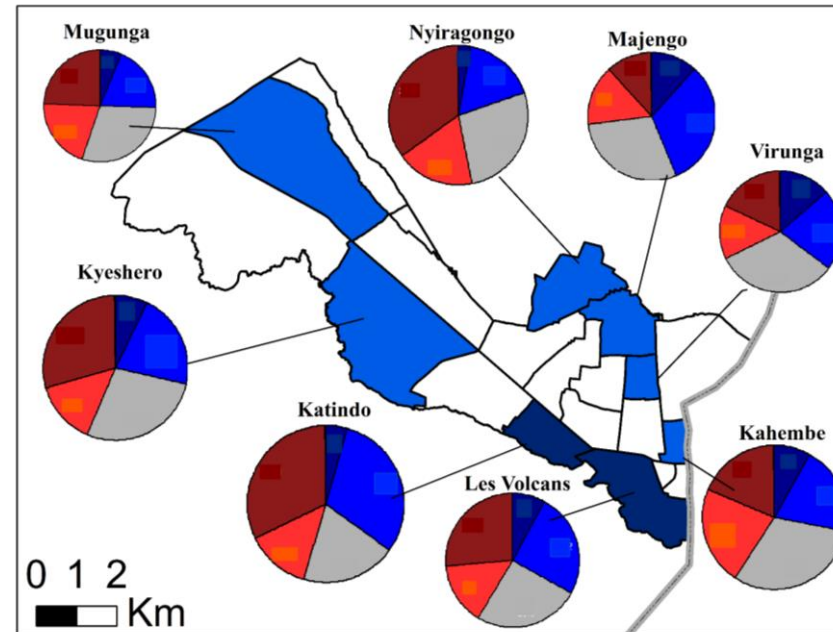 Mugunga
Nyiragongo
Majengo
Virunga
Kyeshero
Katindo
Les Volcans
Kahembe
0 1 2
Km